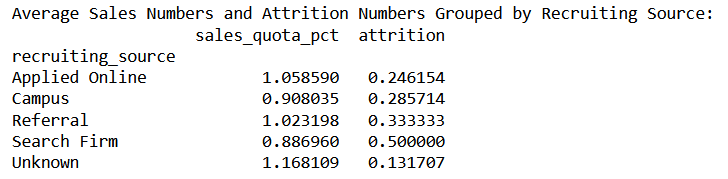 Average Sales Numbers and Attrition Numbers Grouped by Recruiting Source:
sales_quota_pct attrition
recruiting_source
Applied Online 1.058590 0.246154
Campus 0.908035 0.285714
Referral 1.023198 0.333333
Search Firm 0.886960 0.500000
Unknown 1.168109 0.131707